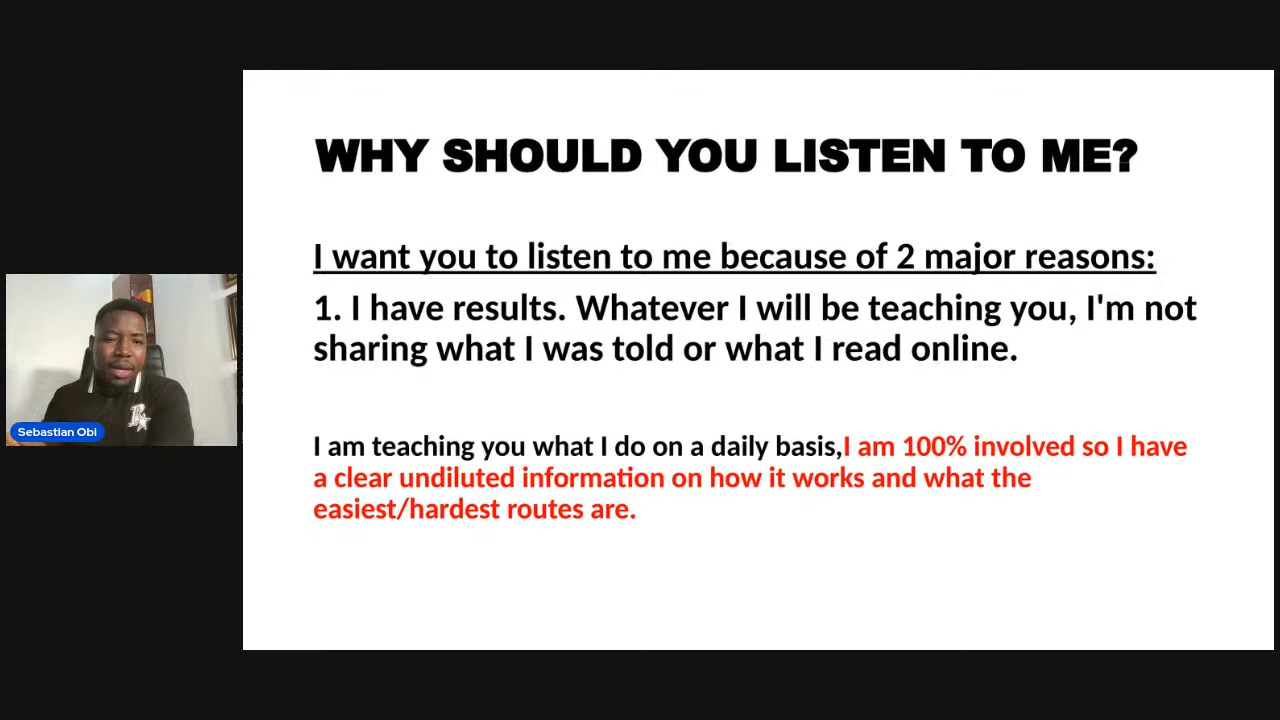 WHY SHOULD YOU LISTEN TO ME?
I want you to listen to me because of 2 major reasons:
1. I have results. Whatever I will be teaching you, I'm not
sharing what I was told or what I read online.
I am teaching you what I do on a daily basis,I am 100% involved so I have
a clear undiluted information on how it works and what the
easiest/hardest routes are.
Sebastian Obi